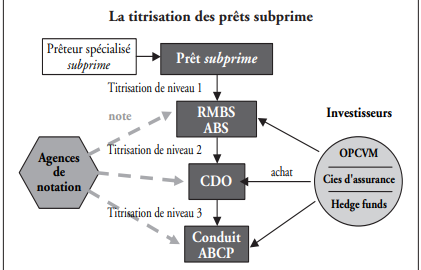 La titrisation des prêts subprime
Prêteur spécialisé
subprime
Prêt subprime
Titrisation de niveau 1
note
RMBS
ABS
Investisseurs
Titrisation de niveau 2
OPCVM
Agences
de
notation
CDO
achat
Cies d'assurance
Hedge funds
Titrisation de niveau 3
Conduit
ABCP